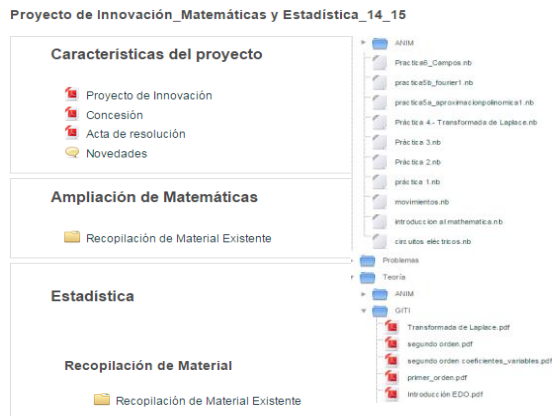 Proyecto de Innovación_Matemáticas y Estadística_14_15
Características del proyecto
Proyecto de Innovación
Concesión
Acta de resolución
Novedades
Ampliación de Matemáticas
Recopilación de Material Existente
Estadística
Recopilación de Material
Recopilación de Material Existente
ANIM
Practica6_Campos.nb
practica5b_fourier1.nb
practica5a_aproximacionpolinomica1.nb
Práctica 4.- Transformada de Laplace.nb
Práctica 3.nb
Práctica 2.nb
práctica 1.nb
movimientos.nb
introduccion al mathematica.nb
circuitos eléctricos.nb
Problemas
Teoría
ANIM
GITI
Transformada de Laplace.pdf
segundo orden.pdf
segundo orden coeficientes_variables.pdf
primer_orden.pdf
Introducción EDO.pdf